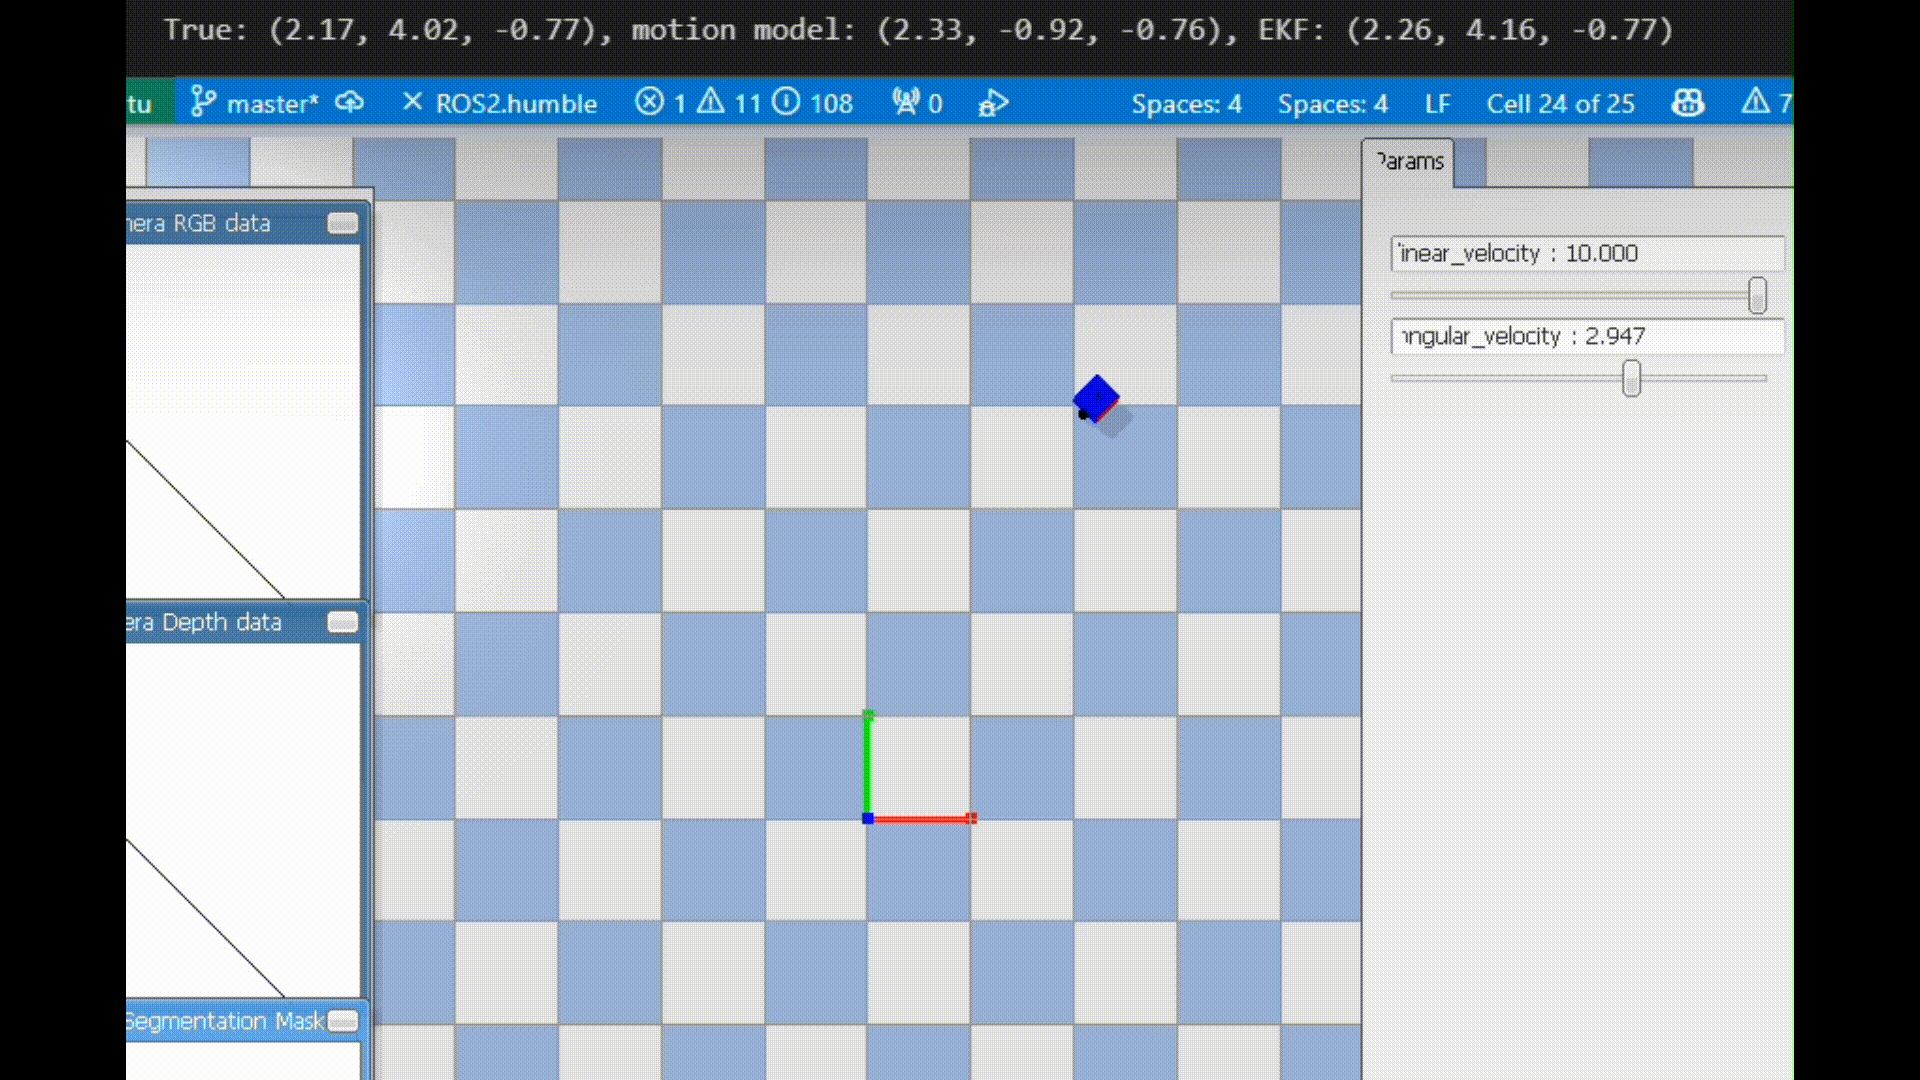 True: (2.17, 4.02, -0.77), motion model: (2.33, -0.92, -0.76), EKF: (2.26, 4.16, -0.77)
tu master* ROS2.humble 1 11 108 0 Spaces: 4 Spaces: 4 LF Cell 24 of 25 7
Params
era RGB data
inear_velocity : 10.000
ngular_velocity : 2.947
era Depth data
Segmentation Mask